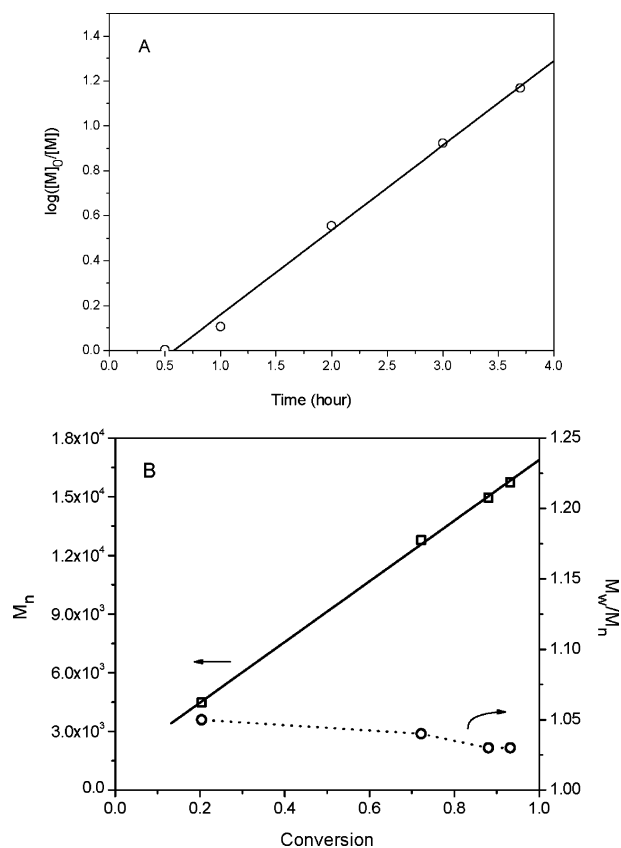 A
log([M]0/[M])
1.4
1.2
1.0
0.8
0.6
0.4
0.2
0.0
0.0 0.5 1.0 1.5 2.0 2.5 3.0 3.5 4.0
Time (hour)
B
Mn
1.8x10^4
1.5x10^4
1.2x10^4
9.0x10^3
6.0x10^3
3.0x10^3
0.0
1.25
1.20
1.15
1.10
1.05
1.00
Mw/Mn
0.0 0.2 0.4 0.6 0.8 1.0
Conversion